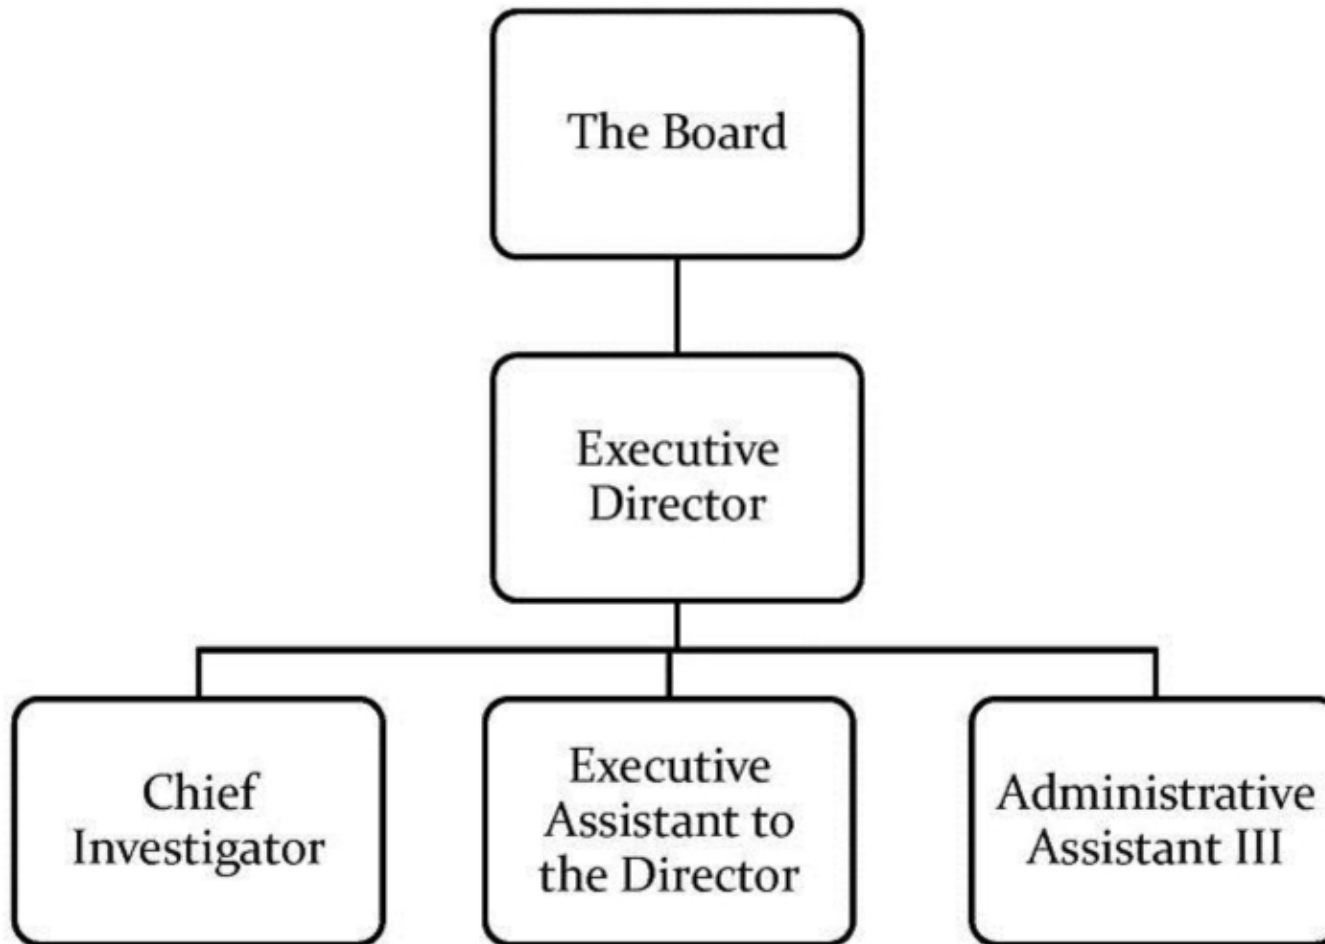 The Board
Executive
Director
Chief
Investigator
Executive
Assistant to
the Director
Administrative
Assistant III